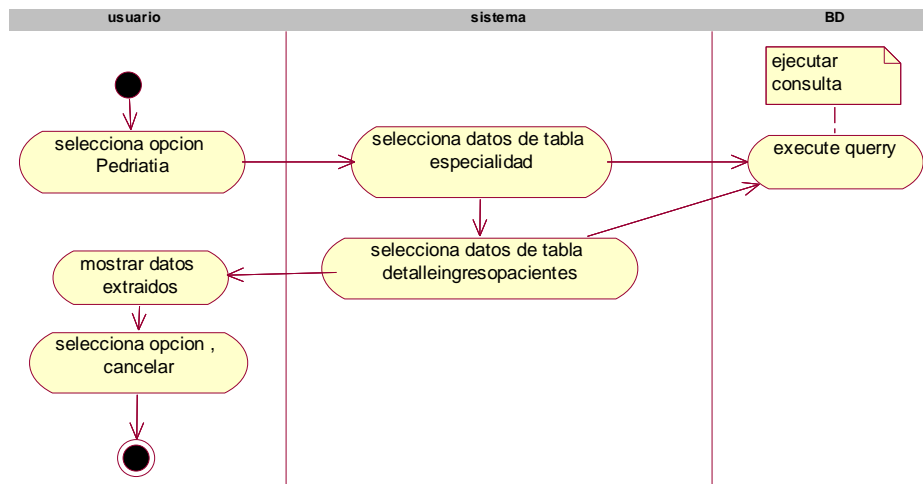 usuario
sistema
BD
ejecutar
consulta
selecciona opcion
Pedriatia
selecciona datos de tabla
especialidad
execute querry
selecciona datos de tabla
detalleingresopacientes
mostrar datos
extraidos
selecciona opcion ,
cancelar